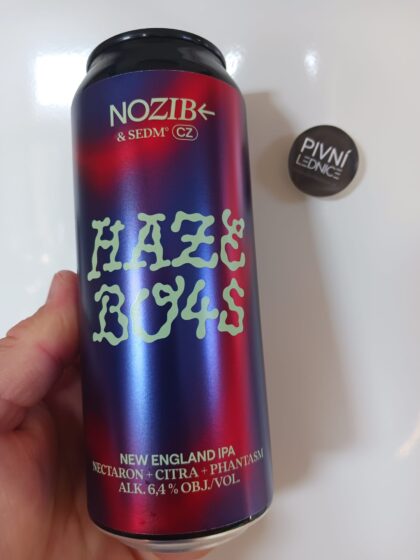 NOZIB
& SEDM° CZ
PIVNÍ
LEDNICE
HAZE
BO4S
NEW ENGLAND IPA
NECTARON + CITRA + PHANTASM
ALK. 6,4 % OBJ./VOL.